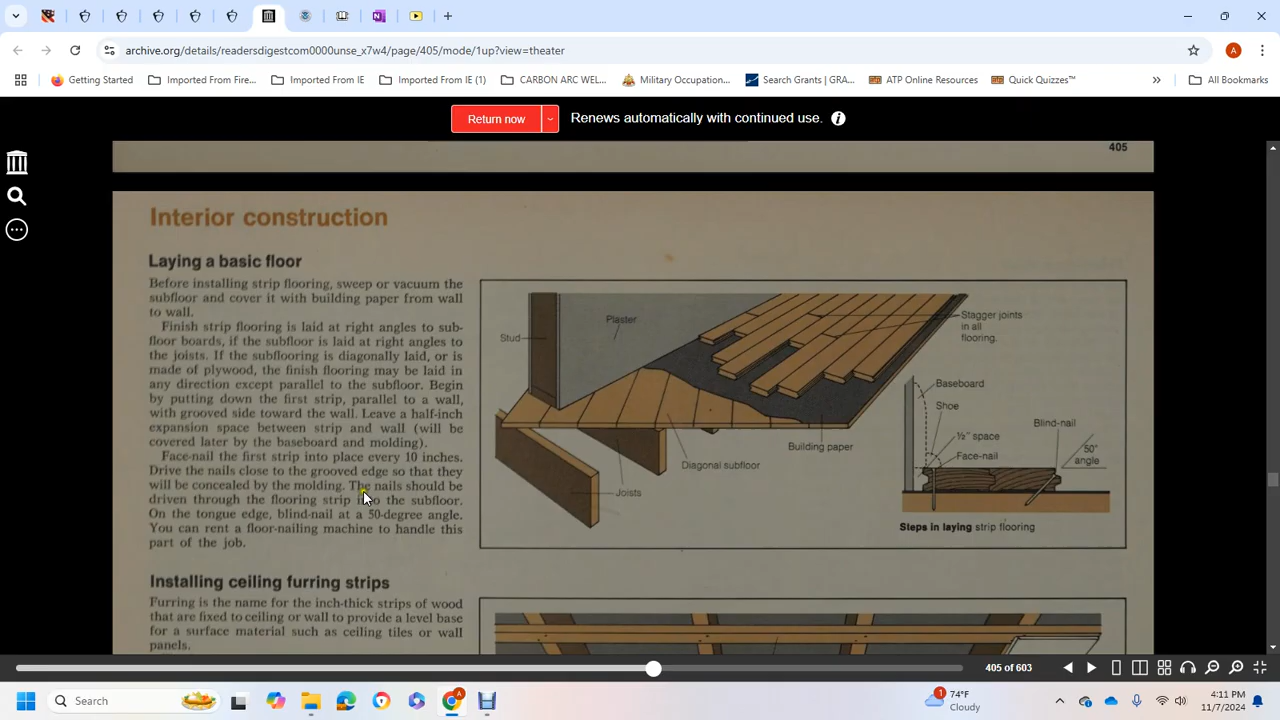 archive.org/details/readersdigestcom0000unse_x7w4/page/405/mode/1up?view=theater
A
Getting Started
Imported From Fire...
Imported From IE
Imported From IE (1)
CARBON ARC WEL...
Military Occupation...
Search Grants | GRA...
ATP Online Resources
Quick Quizzes™
»
All Bookmarks
Return now
Renews automatically with continued use.
405
Interior construction
Laying a basic floor
Before installing strip flooring, sweep or vacuum the
subfloor and cover it with building paper from wall
to wall.
Finish strip flooring is laid at right angles to sub-
floor boards, if the subfloor is laid at right angles to
the joists. If the subflooring is diagonally laid, or is
made of plywood, the finish flooring may be laid in
any direction except parallel to the subfloor. Begin
by putting down the first strip, parallel to a wall,
with grooved side toward the wall. Leave a half-inch
expansion space between strip and wall (will be
covered later by the baseboard and molding).
Face-nail the first strip into place every 10 inches.
Drive the nails close to the grooved edge so that they
will be concealed by the molding. The nails should be
driven through the flooring strip into the subfloor.
On the tongue edge, blind-nail at a 50-degree angle.
You can rent a floor-nailing machine to handle this
part of the job.
Stud
Plaster
Stagger joints
in all
flooring.
Building paper
Diagonal subfloor
Joists
Baseboard
Shoe
½" space
Face-nail
Blind-nail
50°
angle
Steps in laying strip flooring
Installing ceiling furring strips
Furring is the name for the inch-thick strips of wood
that are fixed to ceiling or wall to provide a level base
for a surface material such as ceiling tiles or wall
panels.
405 of 603
Search
1
74°F
Cloudy
4:11 PM
11/7/2024